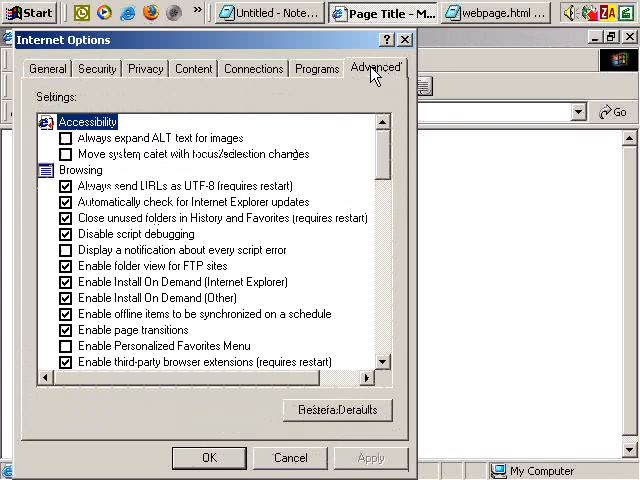 Start
»
Untitled - Note...
Page Title - M...
webpage.html ...
ZA
Internet Options
General
Security
Privacy
Content
Connections
Programs
Advanced
Settings:
Go
Accessibility
Always expand ALT text for images
Move system caret with focus/selection changes
Browsing
Always send URLs as UTF-8 (requires restart)
Automatically check for Internet Explorer updates
Close unused folders in History and Favorites (requires restart)
Disable script debugging
Display a notification about every script error
Enable folder view for FTP sites
Enable Install On Demand (Internet Explorer)
Enable Install On Demand (Other)
Enable offline items to be synchronized on a schedule
Enable page transitions
Enable Personalized Favorites Menu
Enable third-party browser extensions (requires restart)
Restore Defaults
OK
Cancel
Apply
My Computer